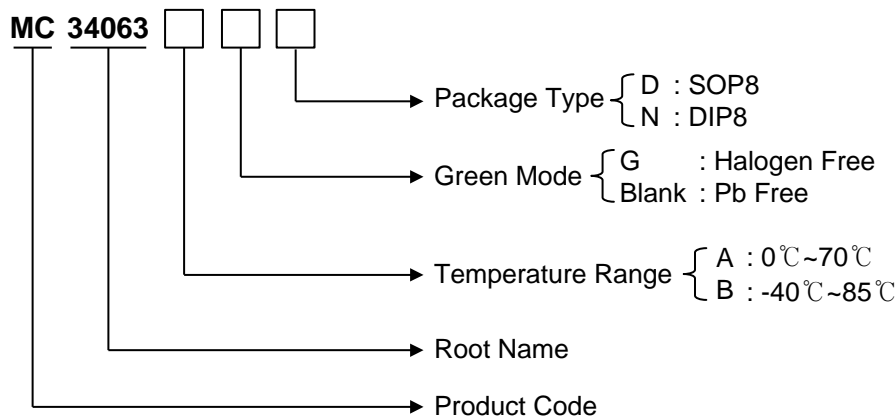 MC 34063
Package Type D : SOP8
N : DIP8
Green Mode G : Halogen Free
Blank : Pb Free
Temperature Range A : 0℃~70℃
B : -40℃~85℃
Root Name
Product Code